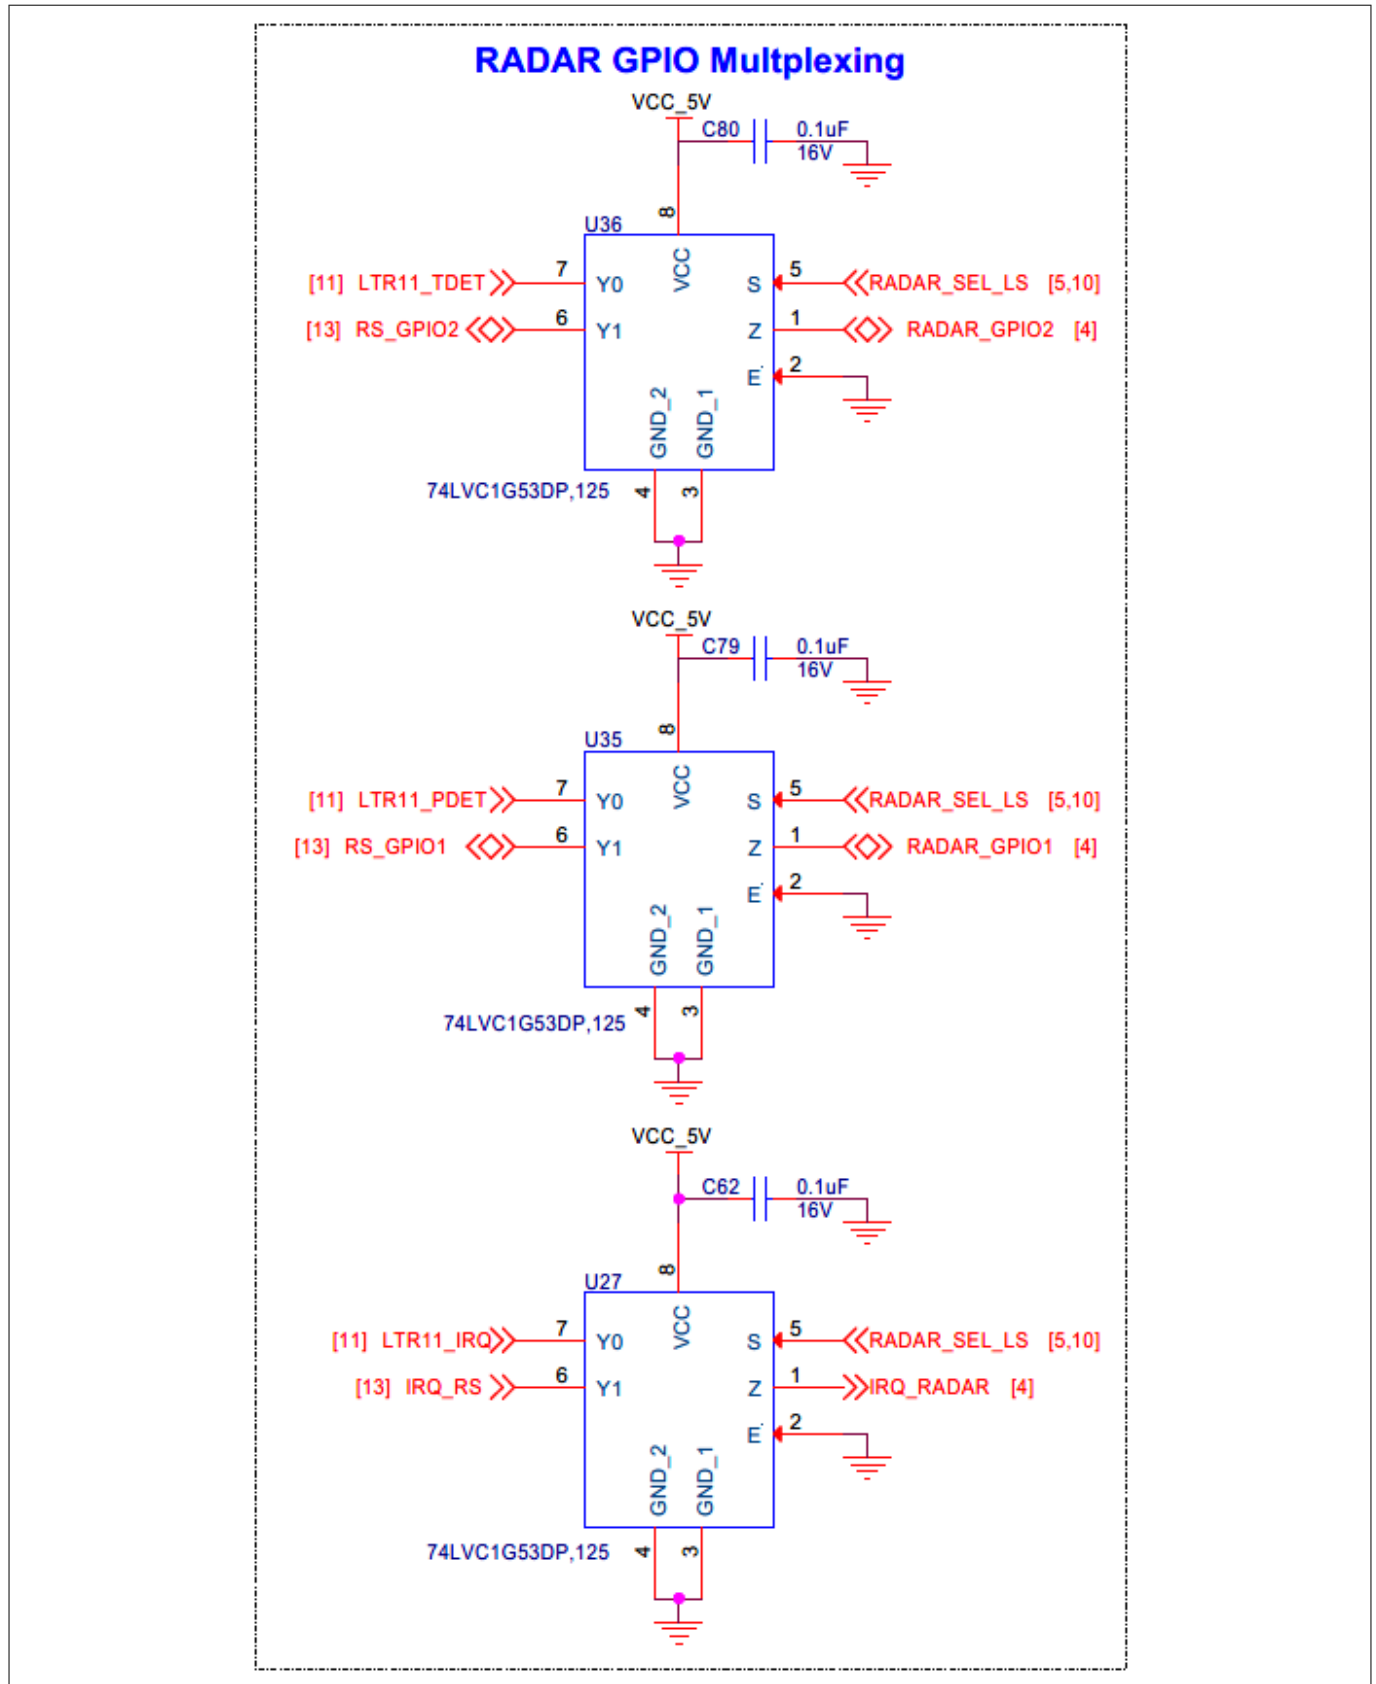 RADAR GPIO Multplexing
VCC_5V
C80 0.1uF
16V
8
U36
VCC
[11] LTR11_TDET 7 Y0 S 5 RADAR_SEL_LS [5,10]
[13] RS_GPIO2 6 Y1 Z 1 RADAR_GPIO2 [4]
E 2
GND_2 GND_1
74LVC1G53DP,125 4 3
VCC_5V
C79 0.1uF
16V
8
U35
VCC
[11] LTR11_PDET 7 Y0 S 5 RADAR_SEL_LS [5,10]
[13] RS_GPIO1 6 Y1 Z 1 RADAR_GPIO1 [4]
E 2
GND_2 GND_1
74LVC1G53DP,125 4 3
VCC_5V
C62 0.1uF
16V
8
U27
VCC
[11] LTR11_IRQ 7 Y0 S 5 RADAR_SEL_LS [5,10]
[13] IRQ_RS 6 Y1 Z 1 IRQ_RADAR [4]
E 2
GND_2 GND_1
74LVC1G53DP,125 4 3